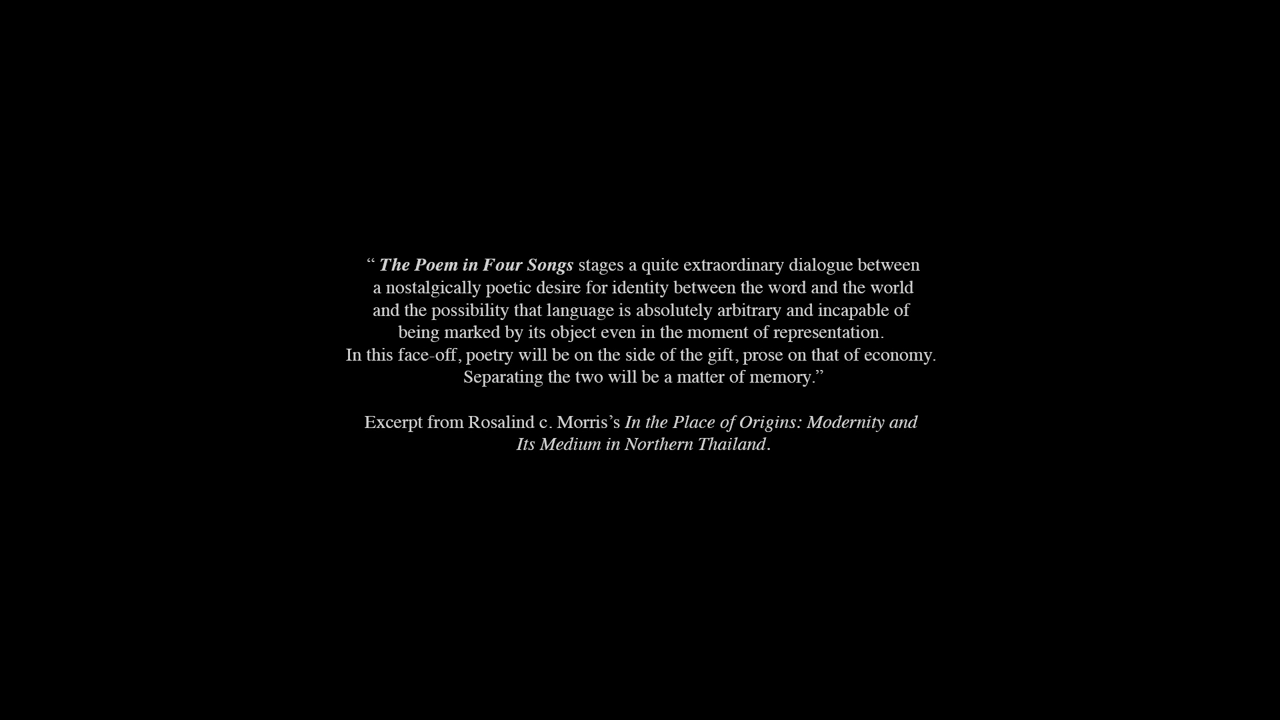 “ The Poem in Four Songs stages a quite extraordinary dialogue between
a nostalgically poetic desire for identity between the word and the world
and the possibility that language is absolutely arbitrary and incapable of
being marked by its object even in the moment of representation.
In this face-off, poetry will be on the side of the gift, prose on that of economy.
Separating the two will be a matter of memory.”
Excerpt from Rosalind c. Morris’s In the Place of Origins: Modernity and
Its Medium in Northern Thailand.